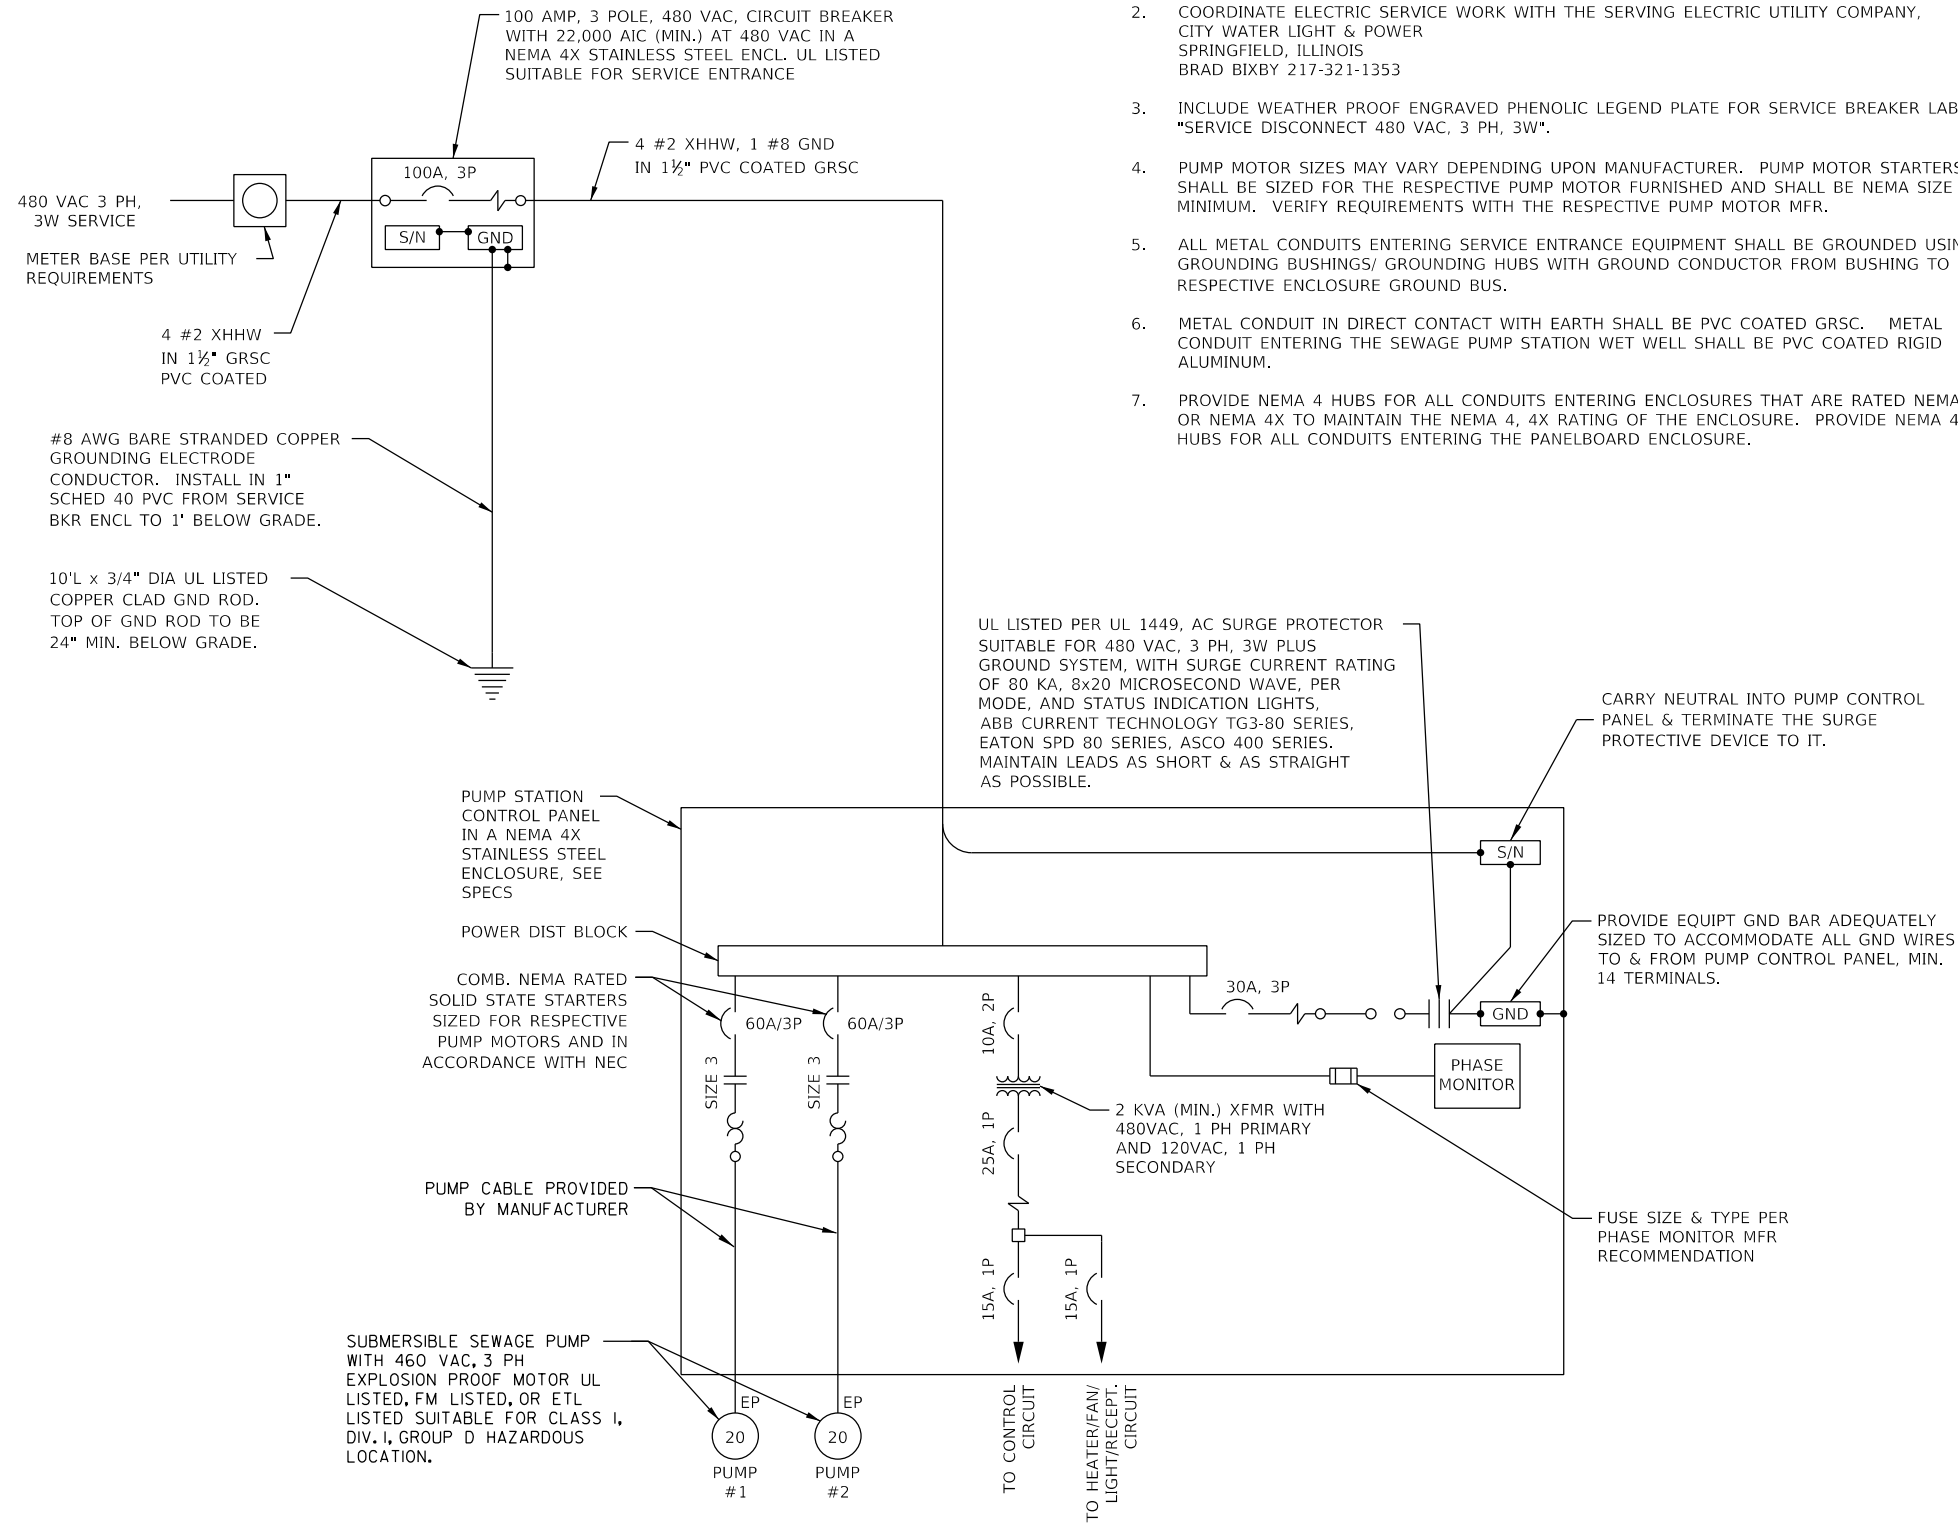 100 AMP, 3 POLE, 480 VAC, CIRCUIT BREAKER
WITH 22,000 AIC (MIN.) AT 480 VAC IN A
NEMA 4X STAINLESS STEEL ENCL. UL LISTED
SUITABLE FOR SERVICE ENTRANCE
4 #2 XHHW, 1 #8 GND
IN 1½" PVC COATED GRSC
100A, 3P
480 VAC 3 PH,
3W SERVICE
S/N
GND
METER BASE PER UTILITY
REQUIREMENTS
4 #2 XHHW
IN 1½" GRSC
PVC COATED
#8 AWG BARE STRANDED COPPER
GROUNDING ELECTRODE
CONDUCTOR. INSTALL IN 1"
SCHED 40 PVC FROM SERVICE
BKR ENCL TO 1' BELOW GRADE.
10'L x 3/4" DIA UL LISTED
COPPER CLAD GND ROD.
TOP OF GND ROD TO BE
24" MIN. BELOW GRADE.
2. COORDINATE ELECTRIC SERVICE WORK WITH THE SERVING ELECTRIC UTILITY COMPANY,
CITY WATER LIGHT & POWER
SPRINGFIELD, ILLINOIS
BRAD BIXBY 217-321-1353
3. INCLUDE WEATHER PROOF ENGRAVED PHENOLIC LEGEND PLATE FOR SERVICE BREAKER LAB
"SERVICE DISCONNECT 480 VAC, 3 PH, 3W".
4. PUMP MOTOR SIZES MAY VARY DEPENDING UPON MANUFACTURER. PUMP MOTOR STARTERS
SHALL BE SIZED FOR THE RESPECTIVE PUMP MOTOR FURNISHED AND SHALL BE NEMA SIZE
MINIMUM. VERIFY REQUIREMENTS WITH THE RESPECTIVE PUMP MOTOR MFR.
5. ALL METAL CONDUITS ENTERING SERVICE ENTRANCE EQUIPMENT SHALL BE GROUNDED USIN
GROUNDING BUSHINGS/ GROUNDING HUBS WITH GROUND CONDUCTOR FROM BUSHING TO
RESPECTIVE ENCLOSURE GROUND BUS.
6. METAL CONDUIT IN DIRECT CONTACT WITH EARTH SHALL BE PVC COATED GRSC. METAL
CONDUIT ENTERING THE SEWAGE PUMP STATION WET WELL SHALL BE PVC COATED RIGID
ALUMINUM.
7. PROVIDE NEMA 4 HUBS FOR ALL CONDUITS ENTERING ENCLOSURES THAT ARE RATED NEMA
OR NEMA 4X TO MAINTAIN THE NEMA 4, 4X RATING OF THE ENCLOSURE. PROVIDE NEMA 4
HUBS FOR ALL CONDUITS ENTERING THE PANELBOARD ENCLOSURE.
UL LISTED PER UL 1449, AC SURGE PROTECTOR
SUITABLE FOR 480 VAC, 3 PH, 3W PLUS
GROUND SYSTEM, WITH SURGE CURRENT RATING
OF 80 KA, 8x20 MICROSECOND WAVE, PER
MODE, AND STATUS INDICATION LIGHTS,
ABB CURRENT TECHNOLOGY TG3-80 SERIES,
EATON SPD 80 SERIES, ASCO 400 SERIES.
MAINTAIN LEADS AS SHORT & AS STRAIGHT
AS POSSIBLE.
CARRY NEUTRAL INTO PUMP CONTROL
PANEL & TERMINATE THE SURGE
PROTECTIVE DEVICE TO IT.
PUMP STATION
CONTROL PANEL
IN A NEMA 4X
STAINLESS STEEL
ENCLOSURE, SEE
SPECS
S/N
POWER DIST BLOCK
PROVIDE EQUIPT GND BAR ADEQUATELY
SIZED TO ACCOMMODATE ALL GND WIRES
TO & FROM PUMP CONTROL PANEL, MIN.
14 TERMINALS.
COMB. NEMA RATED
SOLID STATE STARTERS
SIZED FOR RESPECTIVE
PUMP MOTORS AND IN
ACCORDANCE WITH NEC
60A/3P
60A/3P
10A, 2P
30A, 3P
GND
SIZE 3
SIZE 3
PHASE
MONITOR
2 KVA (MIN.) XFMR WITH
480VAC, 1 PH PRIMARY
AND 120VAC, 1 PH
SECONDARY
25A, 1P
PUMP CABLE PROVIDED
BY MANUFACTURER
FUSE SIZE & TYPE PER
PHASE MONITOR MFR
RECOMMENDATION
15A, 1P
15A, 1P
SUBMERSIBLE SEWAGE PUMP
WITH 460 VAC, 3 PH
EXPLOSION PROOF MOTOR UL
LISTED, FM LISTED, OR ETL
LISTED SUITABLE FOR CLASS I,
DIV. I, GROUP D HAZARDOUS
LOCATION.
EP
EP
20
20
PUMP
#1
PUMP
#2
TO CONTROL
CIRCUIT
TO HEATER/FAN/
LIGHT/RECEPT.
CIRCUIT